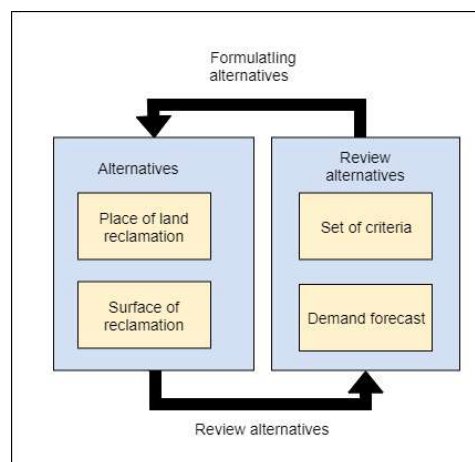 Formulatling
alternatives
Alternatives
Place of land
reclamation
Surface of
reclamation
Review
alternatives
Set of criteria
Demand forecast
Review alternatives